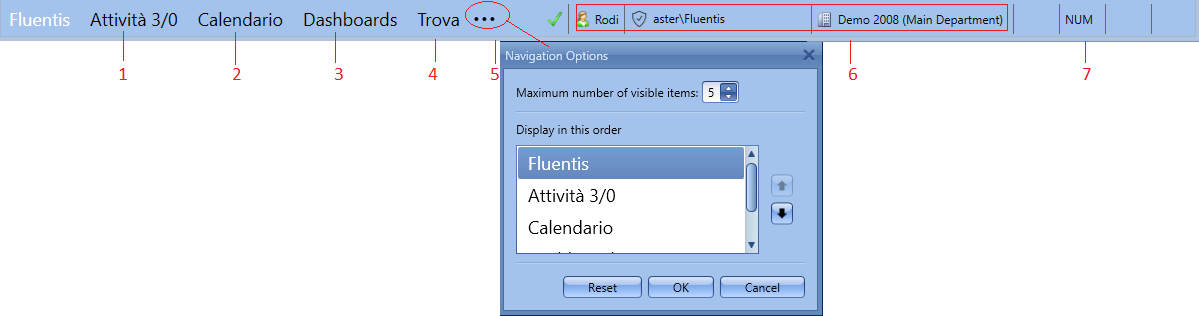 Fluentis Attività 3/0 Calendario Dashboards Trova ••• Rodi aster\Fluentis Demo 2008 (Main Department) NUM
1 2 3 4 5 6 7
Navigation Options
Maximum number of visible items: 5
Display in this order
Fluentis
Attività 3/0
Calendario
Reset OK Cancel